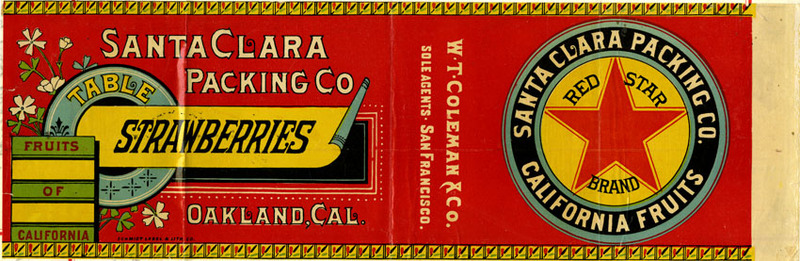 SANTA CLARA
PACKING CO
TABLE
STRAWBERRIES
FRUITS
OF
CALIFORNIA
OAKLAND, CAL.
W.T. COLEMAN & CO.
SOLE AGENTS · SAN FRANCISCO.
SANTA CLARA PACKING CO.
RED STAR
BRAND
CALIFORNIA FRUITS